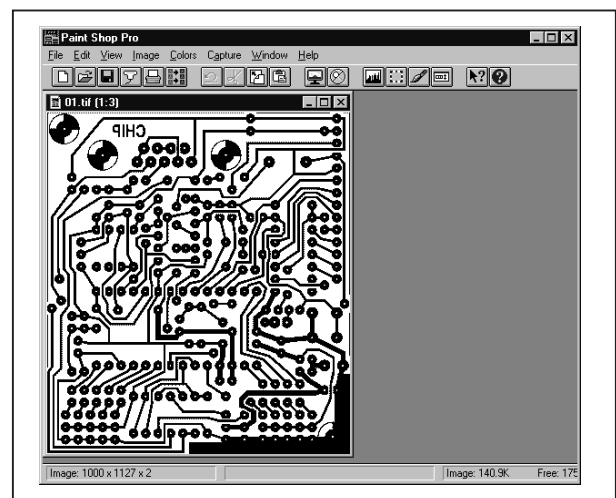 Paint Shop Pro
File Edit View Image Colors Capture Window Help
01.tif (1:3)
CHIP
Image: 1000 x 1127 x 2 Image: 140.9K Free: 175